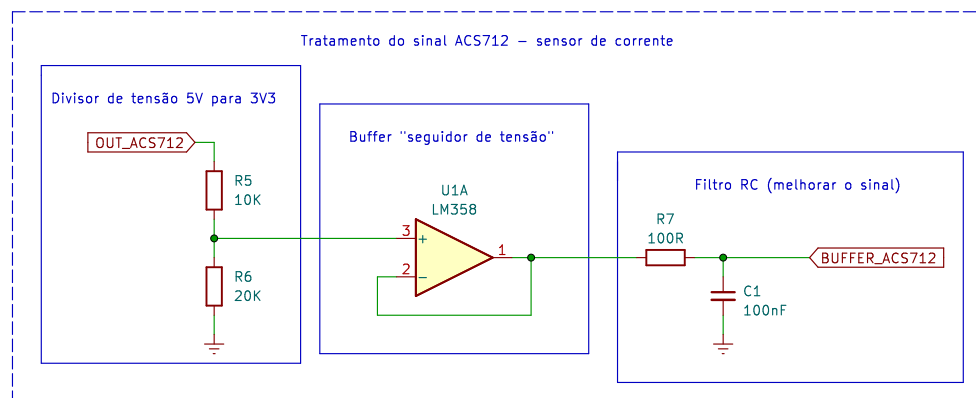 Tratamento do sinal ACS712 - sensor de corrente
Divisor de tensão 5V para 3V3
OUT_ACS712
R5
10K
R6
20K
Buffer "seguidor de tensão"
U1A
LM358
3
+
2
-
1
Filtro RC (melhorar o sinal)
R7
100R
BUFFER_ACS712
C1
100nF